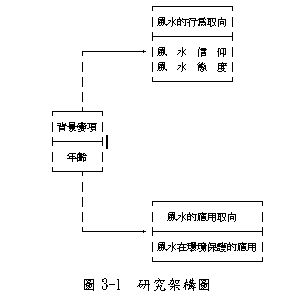 風水的行為取向
風水信仰
風水態度
背景變項
年齡
風水的應用取向
風水在環境保護的應用
圖 3-1 研究架構圖